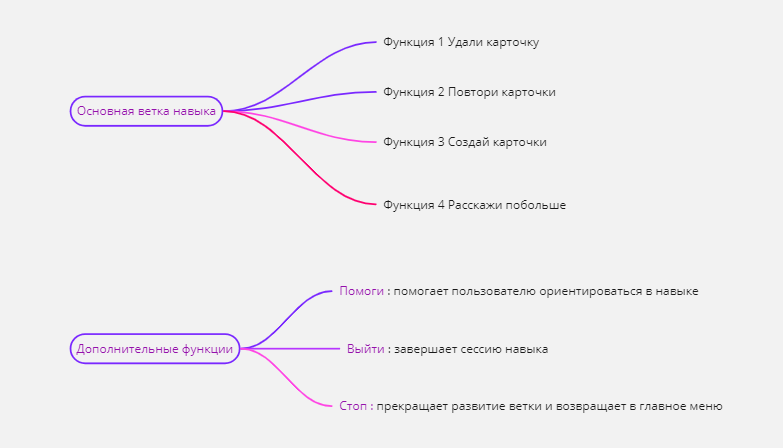 Функция 1 Удали карточку
Функция 2 Повтори карточки
Основная ветка навыка
Функция 3 Создай карточки
Функция 4 Расскажи побольше
Помоги : помогает пользователю ориентироваться в навыке
Дополнительные функции
Выйти : завершает сессию навыка
Стоп : прекращает развитие ветки и возвращает в главное меню